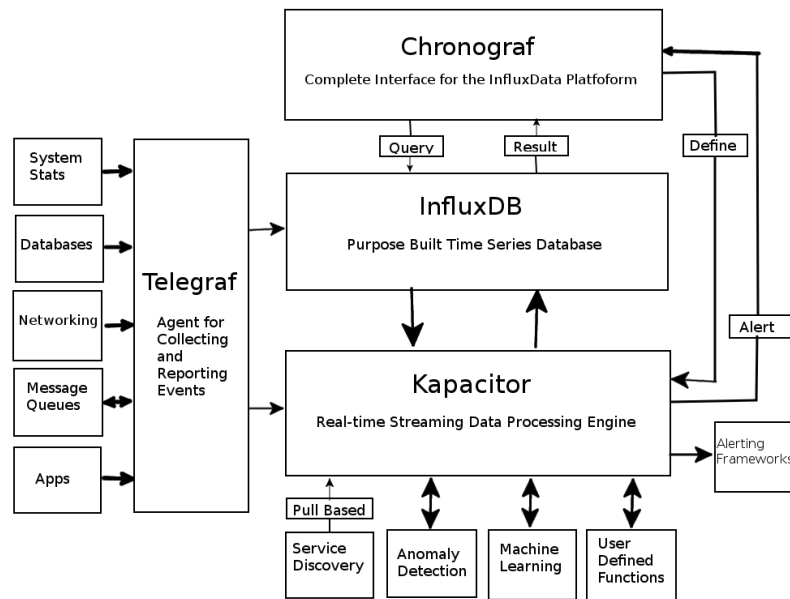 Chronograf
Complete Interface for the InfluxData Platfoform
Query
Result
Define
System
Stats
Databases
Networking
Message
Queues
Apps
Telegraf
Agent for
Collecting
and
Reporting
Events
InfluxDB
Purpose Built Time Series Database
Alert
Kapacitor
Real-time Streaming Data Processing Engine
Alerting
Frameworks
Pull Based
Service
Discovery
Anomaly
Detection
Machine
Learning
User
Defined
Functions